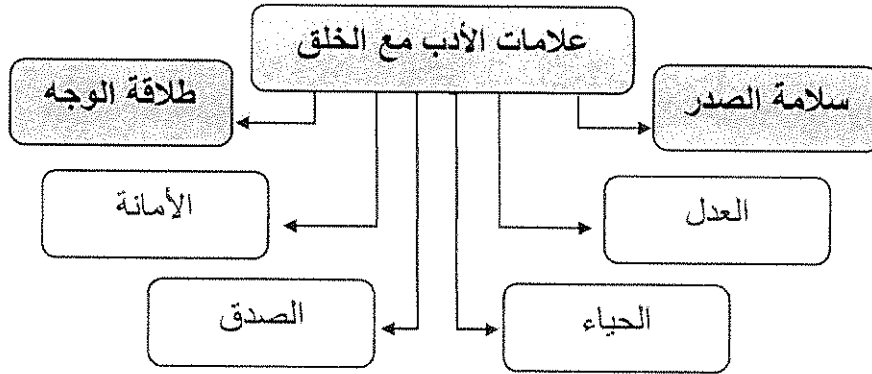 علامات الأدب مع الخلق
سلامة الصدر
طلاقة الوجه
العدل
الأمانة
الحياء
الصدق